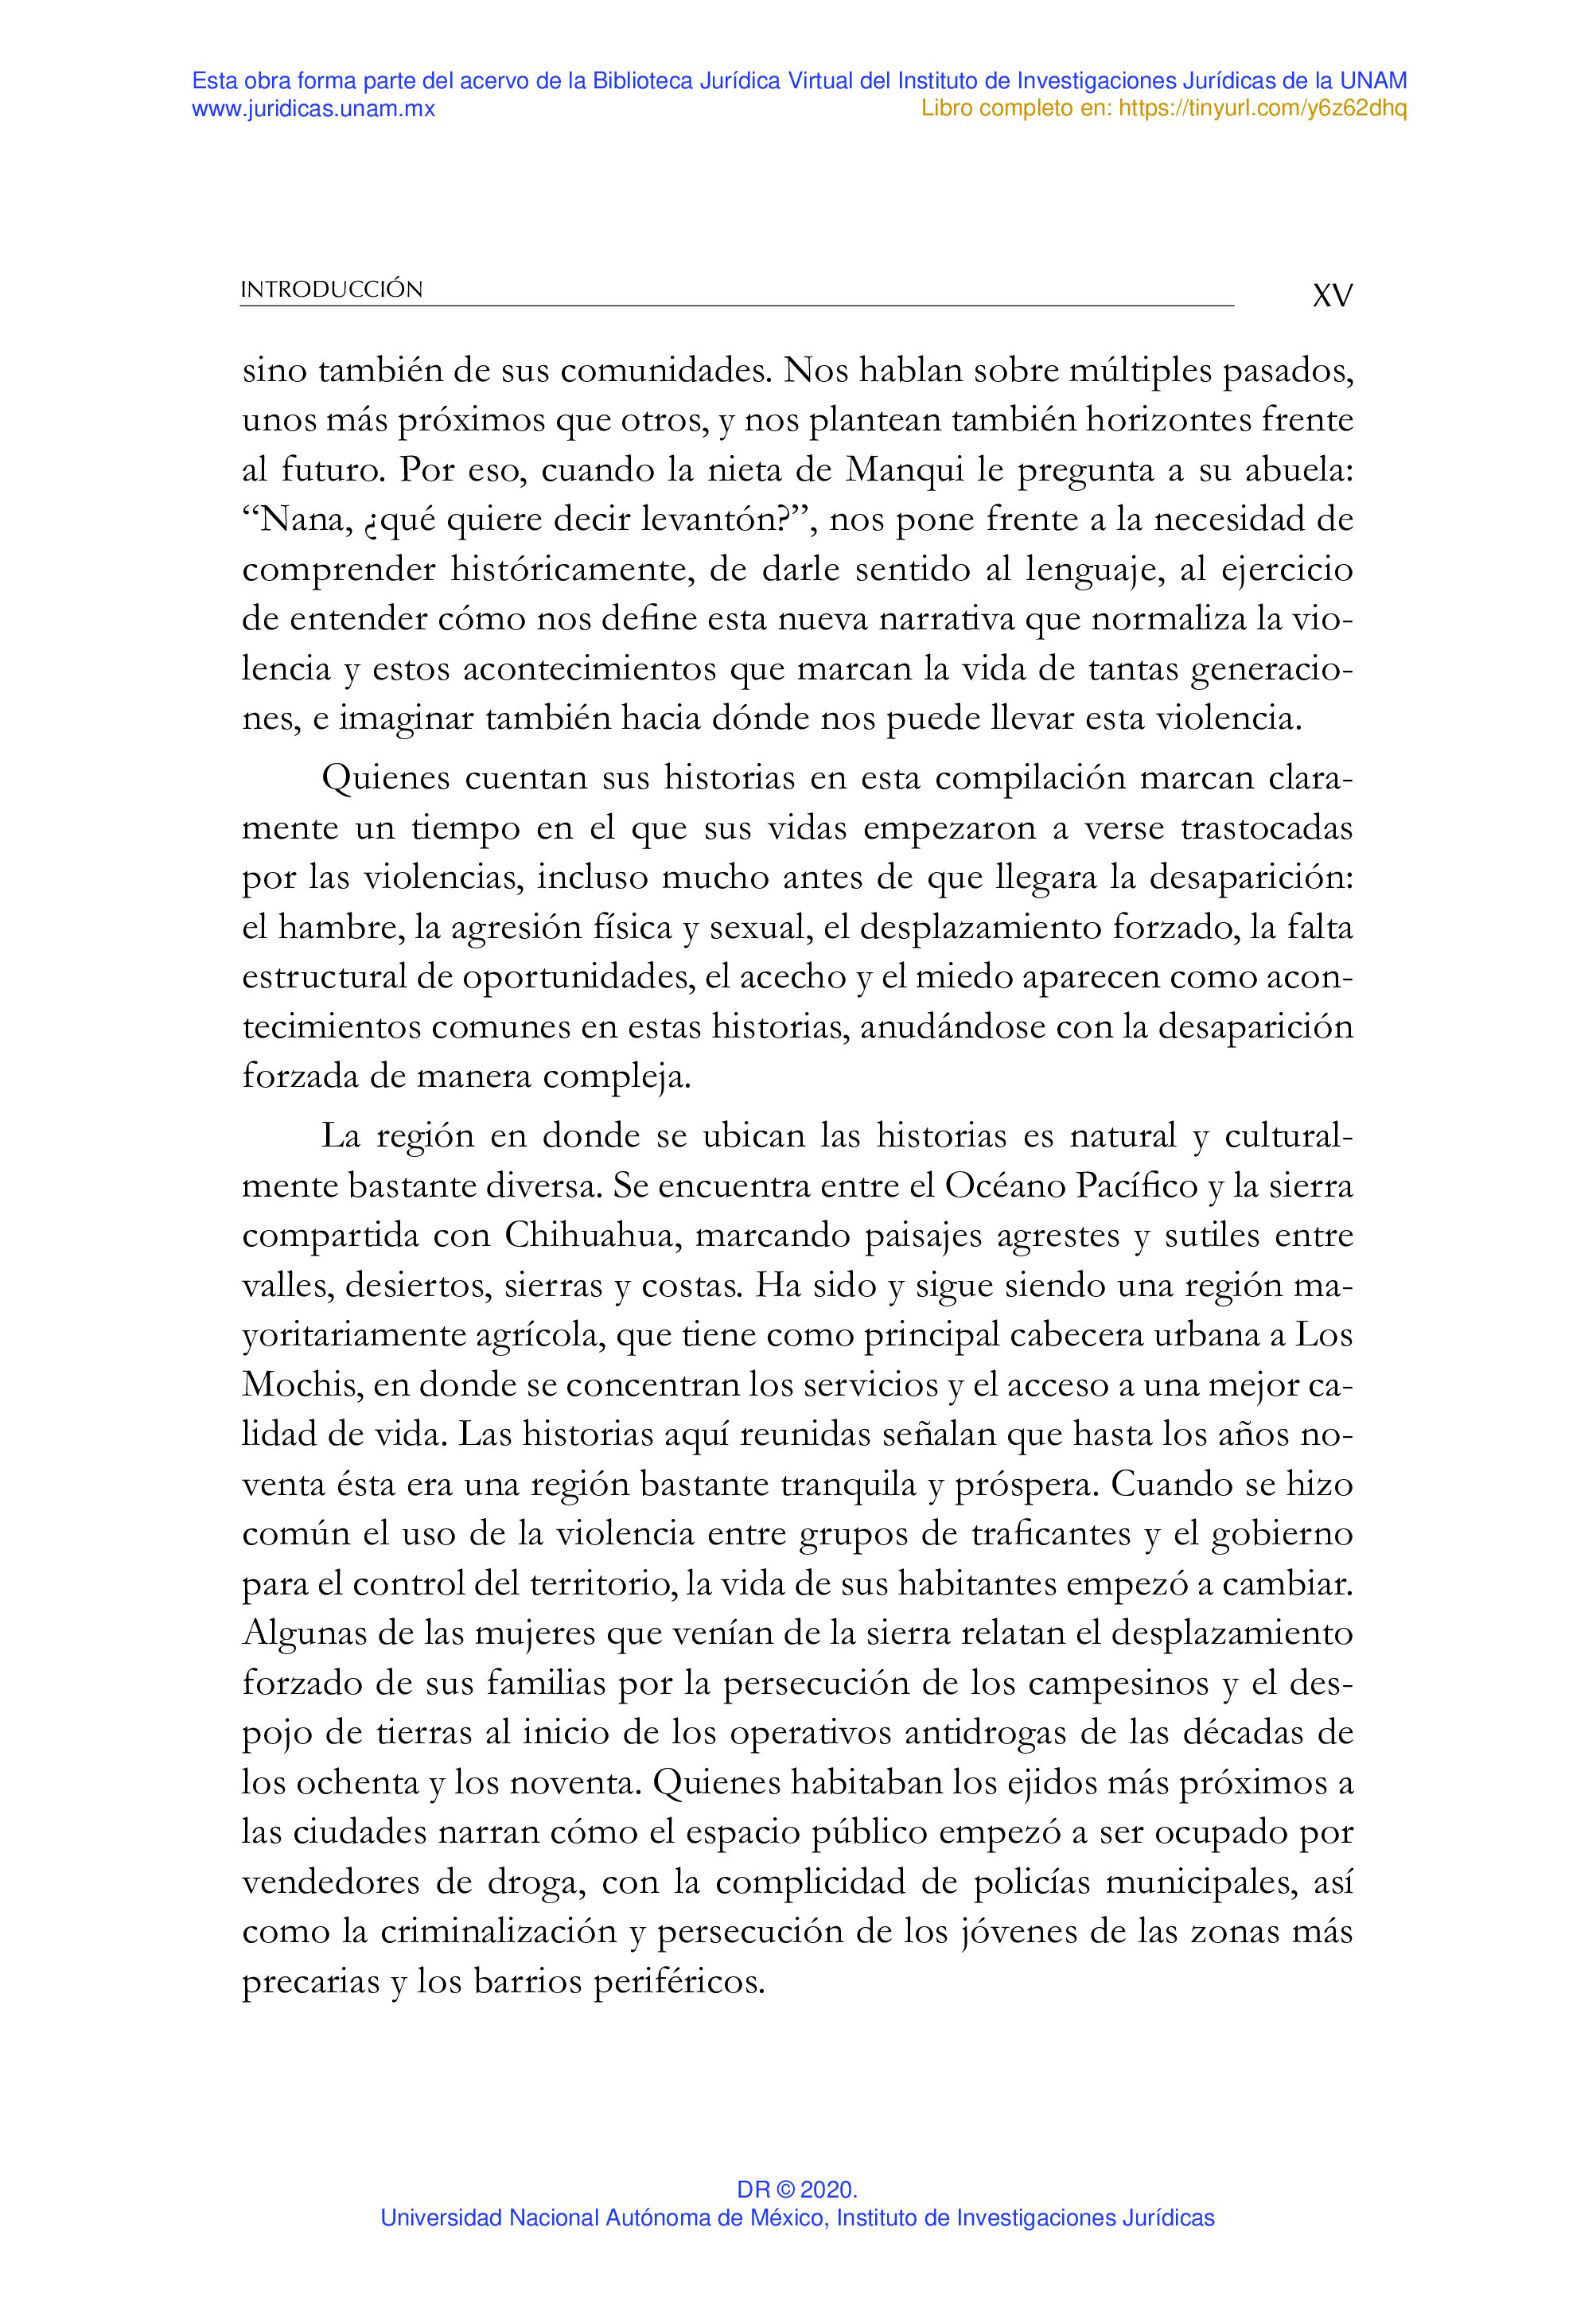 Esta obra forma parte del acervo de la Biblioteca Jurídica Virtual del Instituto de Investigaciones Jurídicas de la UNAM
www.juridicas.unam.mx
Libro completo en: https://tinyurl.com/y6z62dhq
INTRODUCCIÓN
XV
sino también de sus comunidades. Nos hablan sobre múltiples pasados,
unos más próximos que otros, y nos plantean también horizontes frente
al futuro. Por eso, cuando la nieta de Manqui le pregunta a su abuela:
“Nana, ¿qué quiere decir levantón?”, nos pone frente a la necesidad de
comprender históricamente, de darle sentido al lenguaje, al ejercicio
de entender cómo nos define esta nueva narrativa que normaliza la vio-
lencia y estos acontecimientos que marcan la vida de tantas generacio-
nes, e imaginar también hacia dónde nos puede llevar esta violencia.
Quienes cuentan sus historias en esta compilación marcan clara-
mente un tiempo en el que sus vidas empezaron a verse trastocadas
por las violencias, incluso mucho antes de que llegara la desaparición:
el hambre, la agresión física y sexual, el desplazamiento forzado, la falta
estructural de oportunidades, el acecho y el miedo aparecen como acon-
tecimientos comunes en estas historias, anudándose con la desaparición
forzada de manera compleja.
La región en donde se ubican las historias es natural y cultural-
mente bastante diversa. Se encuentra entre el Océano Pacífico y la sierra
compartida con Chihuahua, marcando paisajes agrestes y sutiles entre
valles, desiertos, sierras y costas. Ha sido y sigue siendo una región ma-
yoritariamente agrícola, que tiene como principal cabecera urbana a Los
Mochis, en donde se concentran los servicios y el acceso a una mejor ca-
lidad de vida. Las historias aquí reunidas señalan que hasta los años no-
venta ésta era una región bastante tranquila y próspera. Cuando se hizo
común el uso de la violencia entre grupos de traficantes y el gobierno
para el control del territorio, la vida de sus habitantes empezó a cambiar.
Algunas de las mujeres que venían de la sierra relatan el desplazamiento
forzado de sus familias por la persecución de los campesinos y el des-
pojo de tierras al inicio de los operativos antidrogas de las décadas de
los ochenta y los noventa. Quienes habitaban los ejidos más próximos a
las ciudades narran cómo el espacio público empezó a ser ocupado por
vendedores de droga, con la complicidad de policías municipales, así
como la criminalización y persecución de los jóvenes de las zonas más
precarias y los barrios periféricos.
DR © 2020.
Universidad Nacional Autónoma de México, Instituto de Investigaciones Jurídicas